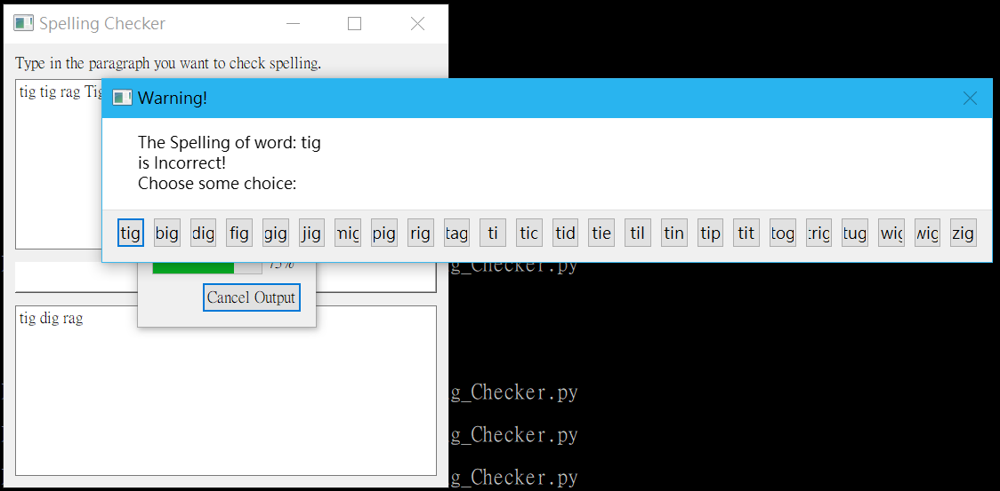 Spelling Checker
Type in the paragraph you want to check spelling.
tig tig rag Tig
Warning!
The Spelling of word: tig
is Incorrect!
Choose some choice:
tig big dig fig gig jig mig pig rig tag ti tic tid tie til tin tip tit tog trig tug wig zig
75%
g_Checker.py
Cancel Output
tig dig rag
g_Checker.py
g_Checker.py
g_Checker.py